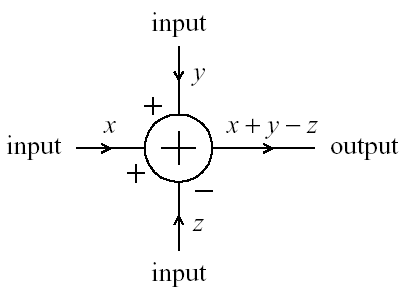 input
y
+
x
x + y − z
input
+
output
+
−
z
input